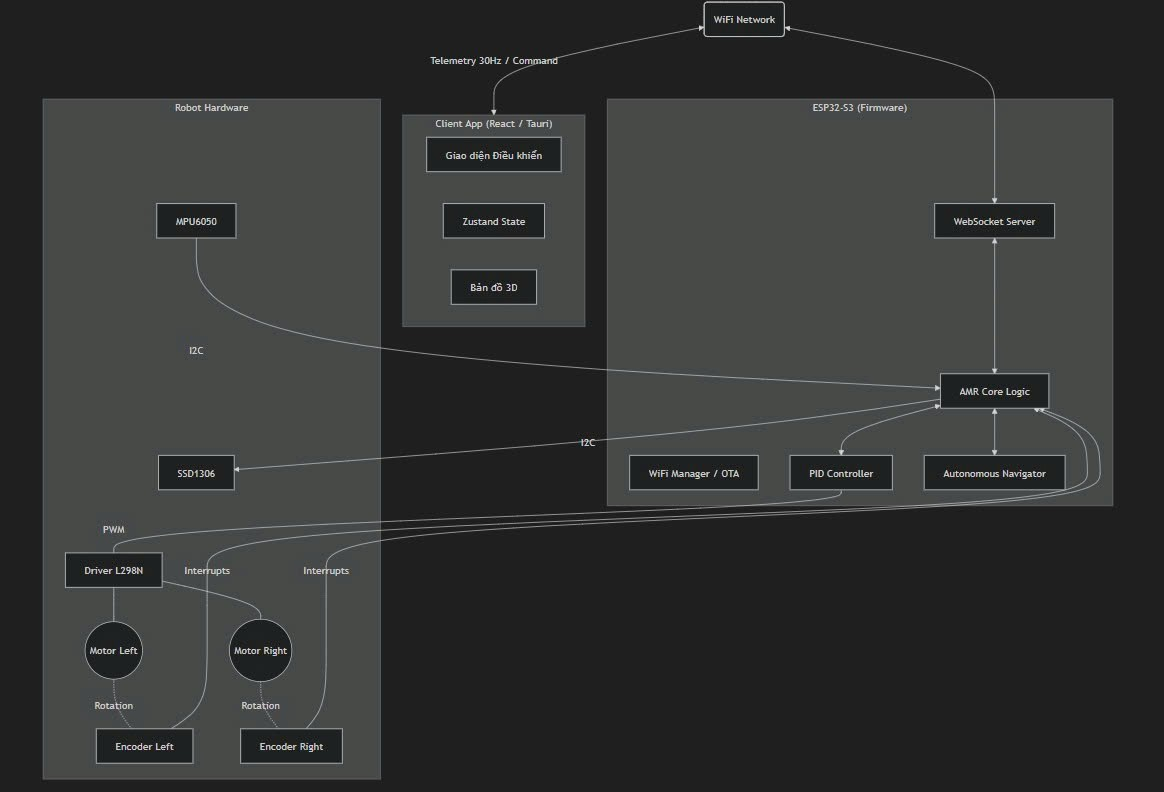 WiFi Network
Telemetry 30Hz / Command
Robot Hardware
Client App (React / Tauri)
ESP32-S3 (Firmware)
Giao diện Điều khiển
MPU6050
Zustand State
WebSocket Server
Bản đồ 3D
I2C
AMR Core Logic
I2C
SSD1306
WiFi Manager / OTA
PID Controller
Autonomous Navigator
PWM
Driver L298N
Interrupts
Interrupts
Motor Left
Motor Right
Rotation
Rotation
Encoder Left
Encoder Right